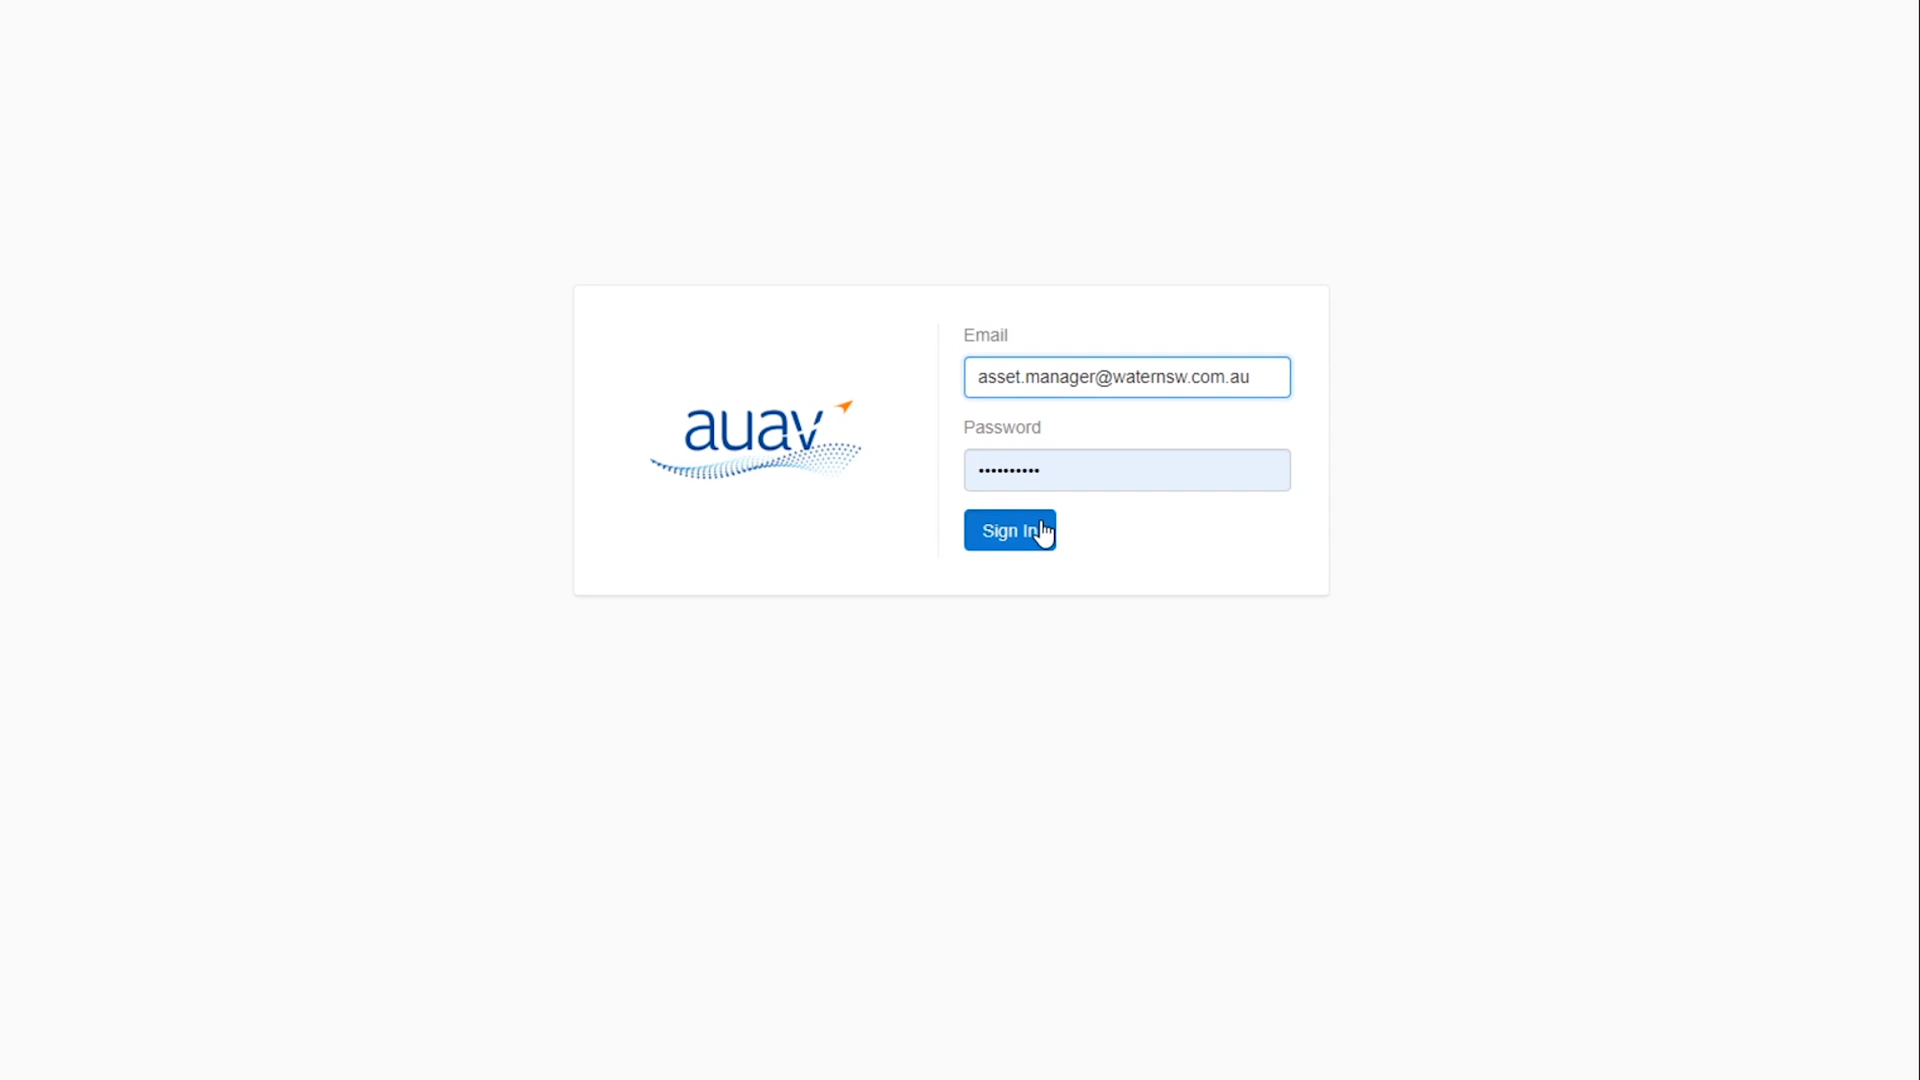 auav
Email
asset.manager@waternsw.com.au
Password
••••••••••
Sign In